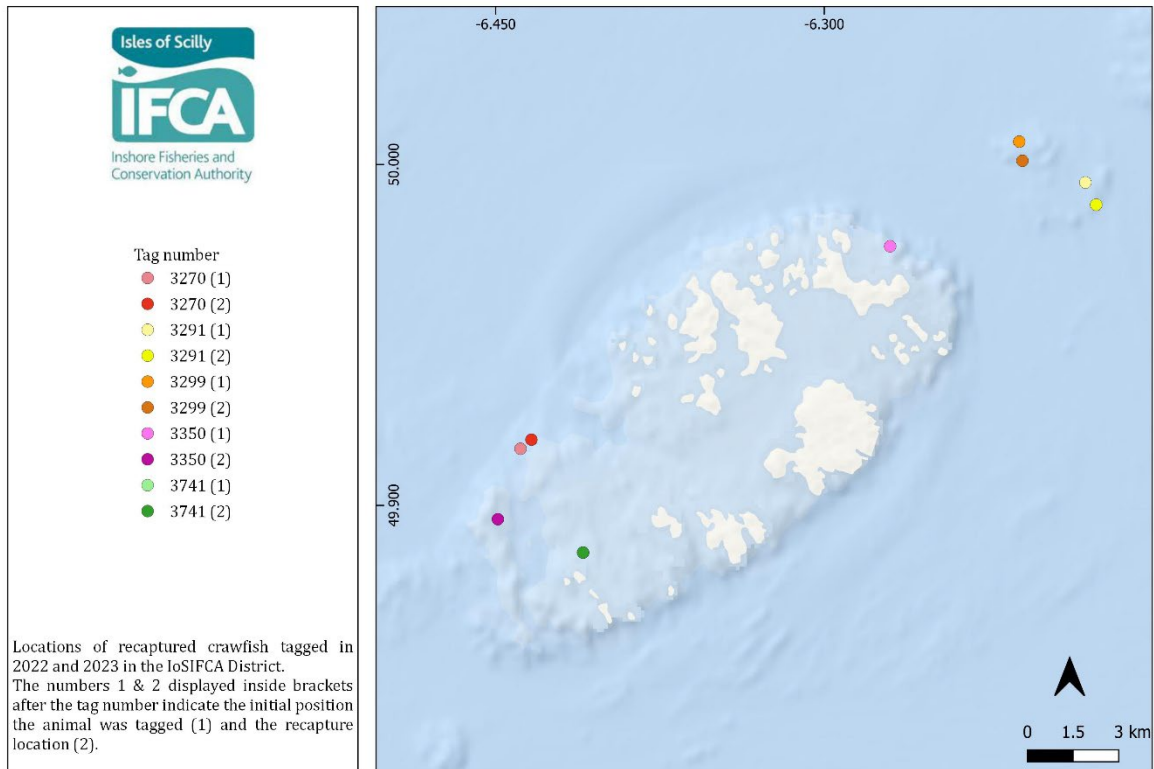 Isles of Scilly
IFCA
Inshore Fisheries and
Conservation Authority
Tag number
3270 (1)
3270 (2)
3291 (1)
3291 (2)
3299 (1)
3299 (2)
3350 (1)
3350 (2)
3741 (1)
3741 (2)
Locations of recaptured crawfish tagged in
2022 and 2023 in the IoSIFCA District.
The numbers 1 & 2 displayed inside brackets
after the tag number indicate the initial position
the animal was tagged (1) and the recapture
location (2).
-6.450
-6.300
50.000
49.900
0 1.5 3 km